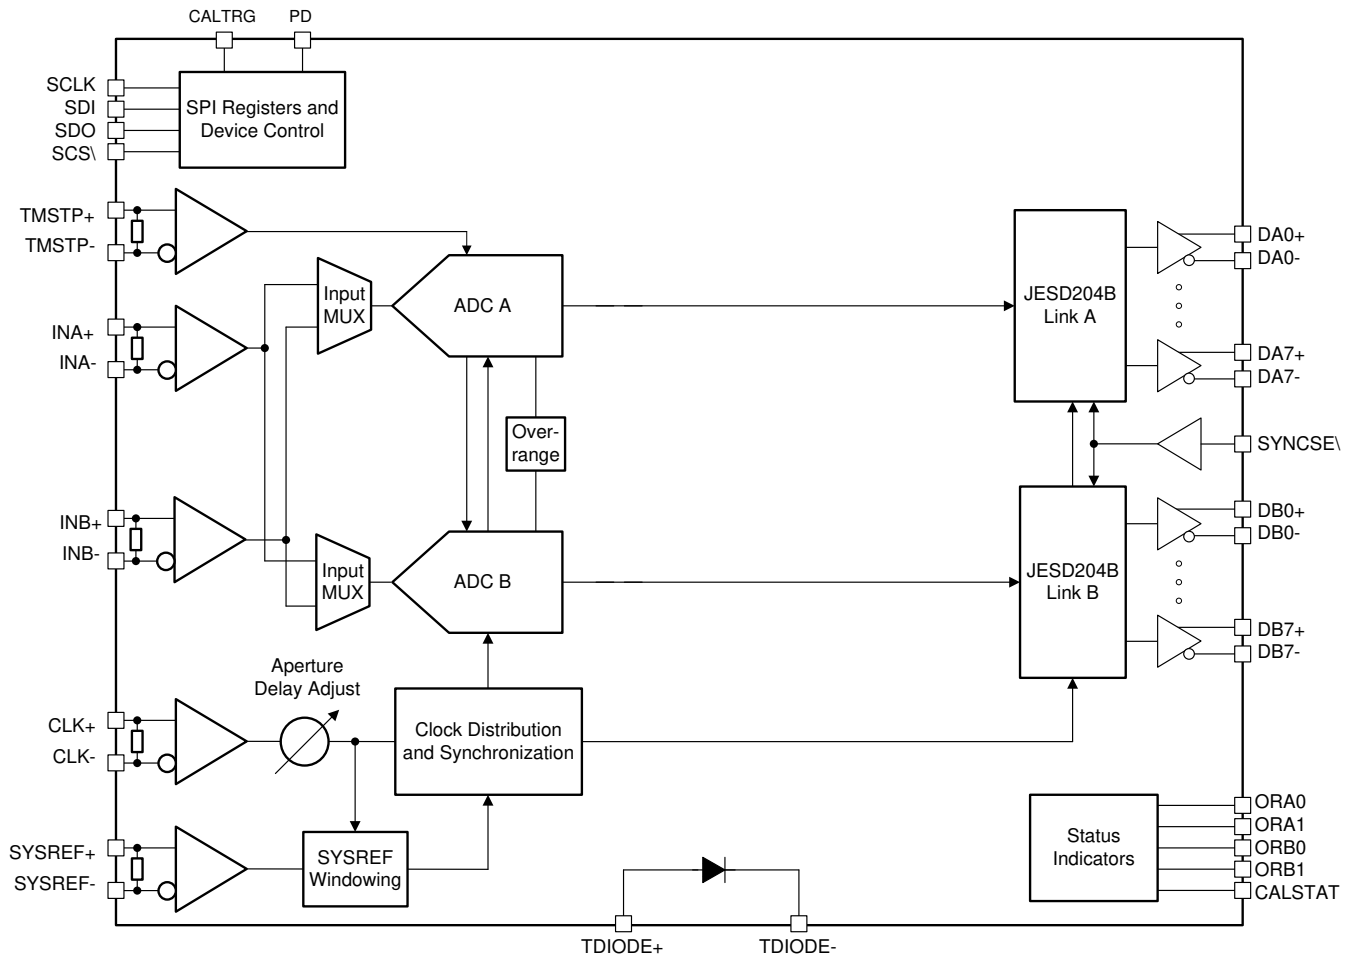 CALTRG
PD
SCLK
SDI
SDO
SCS\
SPI Registers and
Device Control
TMSTP+
TMSTP-
INA+
INA-
Input
MUX
ADC A
Over-
range
INB+
INB-
Input
MUX
ADC B
JESD204B
Link A
DA0+
DA0-
DA7+
DA7-
SYNCSE\
JESD204B
Link B
DB0+
DB0-
DB7+
DB7-
Aperture
Delay Adjust
CLK+
CLK-
Clock Distribution
and Synchronization
SYSREF+
SYSREF-
SYSREF
Windowing
Status
Indicators
ORA0
ORA1
ORB0
ORB1
CALSTAT
TDIODE+
TDIODE-